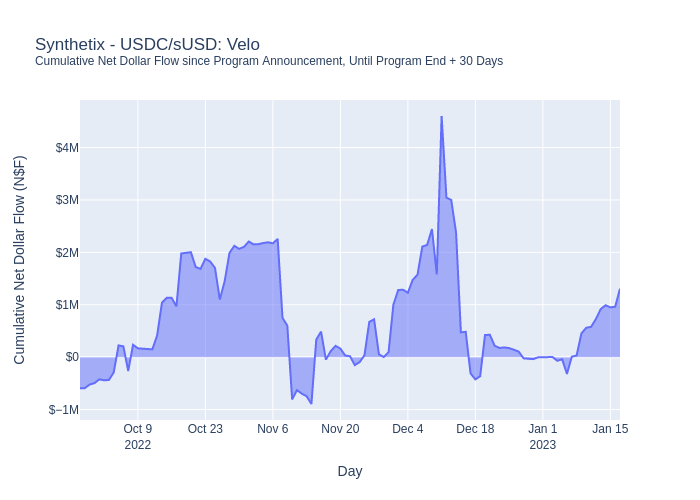 Synthetix - USDC/sUSD: Velo
Cumulative Net Dollar Flow since Program Announcement, Until Program End + 30 Days
Cumulative Net Dollar Flow (N$F)
$4M
$3M
$2M
$1M
$0
$−1M
Oct 9
2022
Oct 23
Nov 6
Nov 20
Dec 4
Dec 18
Jan 1
2023
Jan 15
Day